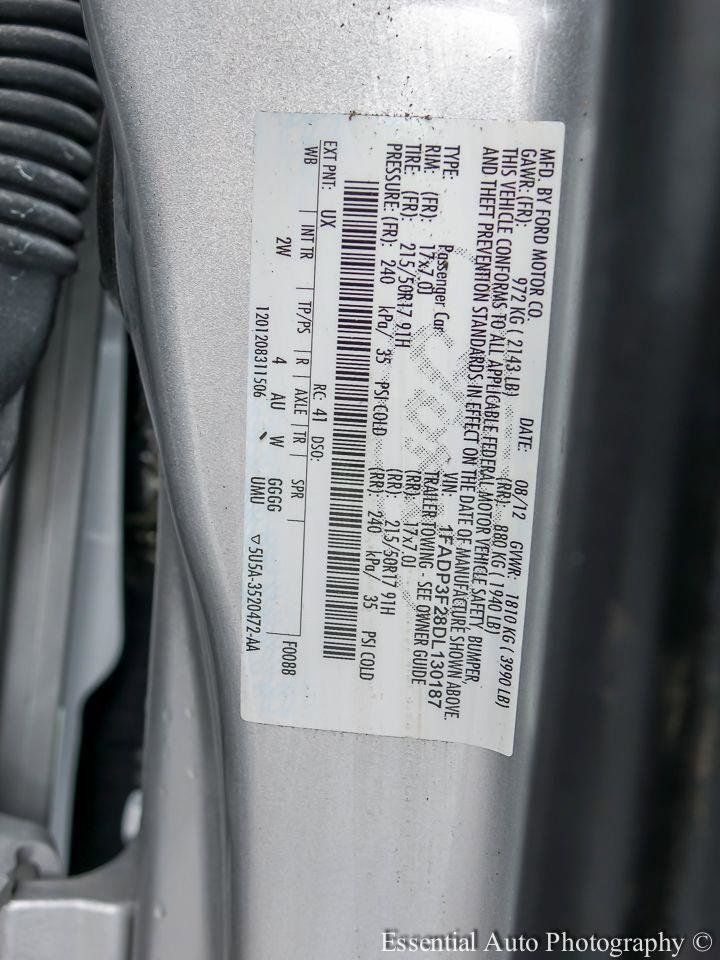 MFD. BY FORD MOTOR CO.
DATE: 08/12 GVWR: 1810 KG ( 3990 LB)
GAWR: (FR): 972 KG ( 2143 LB) (RR): 880 KG ( 1940 LB)
THIS VEHICLE CONFORMS TO ALL APPLICABLE FEDERAL MOTOR VEHICLE SAFETY, BUMPER,
AND THEFT PREVENTION STANDARDS IN EFFECT ON THE DATE OF MANUFACTURE SHOWN ABOVE.
VIN: 1FADP3F28DL130187
TYPE: Passenger Car TRAILER TOWING - SEE OWNER GUIDE
RIM: (FR): 17x7.0J (RR): 17x7.0J
TIRE: (FR): 215/50R17 91H (RR): 215/50R17 91H
PRESSURE: (FR): 240 kPa/ 35 PSI COLD (RR): 240 kPa/ 35 PSI COLD
EXT PNT: UX RC: 41 DSO: F008B
WB INT TR TP/PS R AXLE TR SPR
2W 4 AU W GGGG
1201208311506 UMU ▽5U5A-3520472-AA
Essential Auto Photography ©